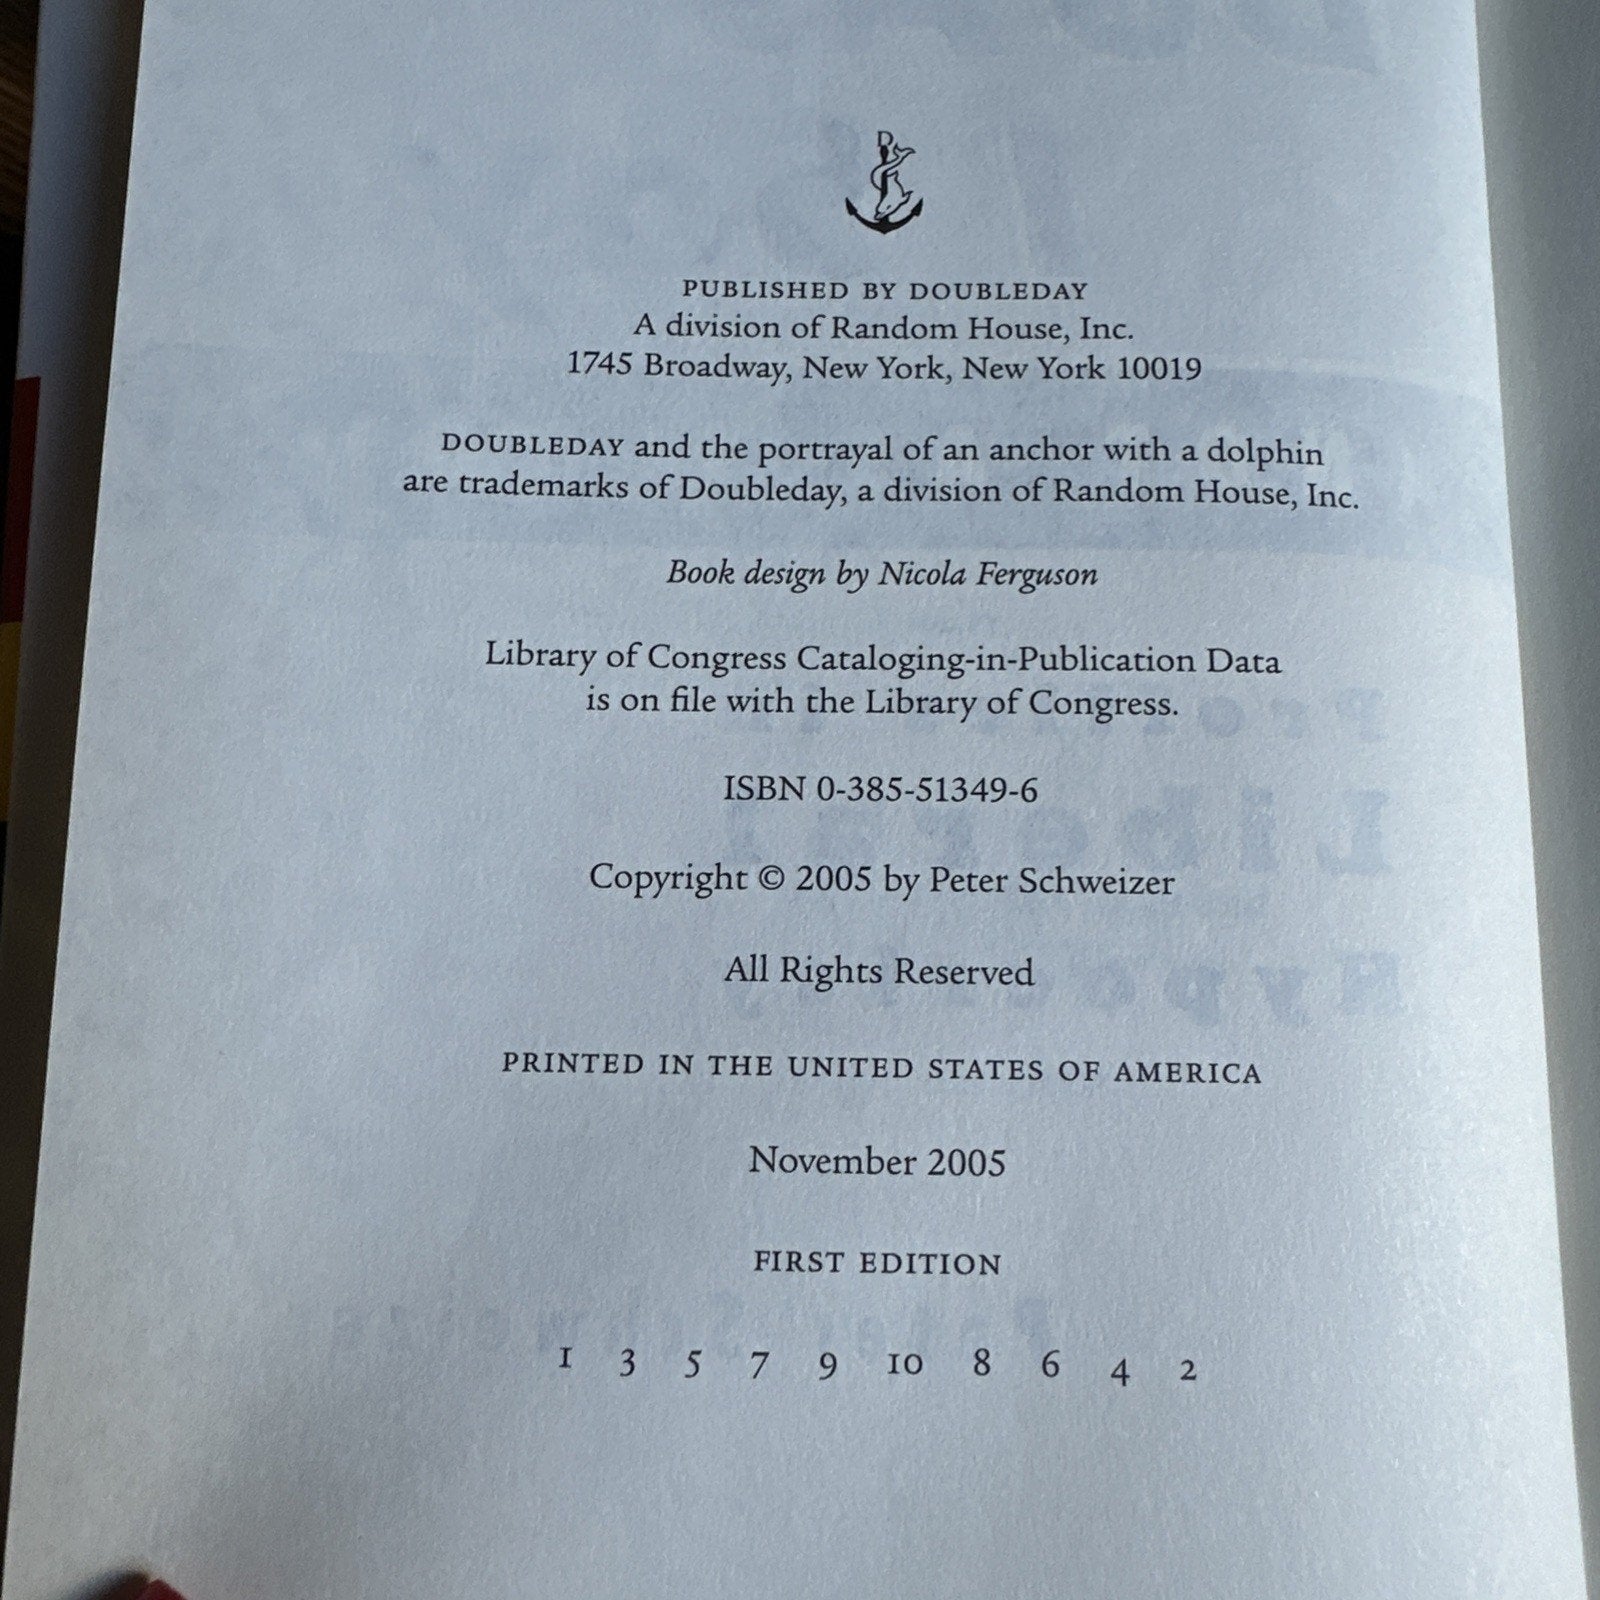 PUBLISHED BY DOUBLEDAY
A division of Random House, Inc.
1745 Broadway, New York, New York 10019
DOUBLEDAY and the portrayal of an anchor with a dolphin
are trademarks of Doubleday, a division of Random House, Inc.
Book design by Nicola Ferguson
Library of Congress Cataloging-in-Publication Data
is on file with the Library of Congress.
ISBN 0-385-51349-6
Copyright © 2005 by Peter Schweizer
All Rights Reserved
PRINTED IN THE UNITED STATES OF AMERICA
November 2005
FIRST EDITION
1 3 5 7 9 10 8 6 4 2